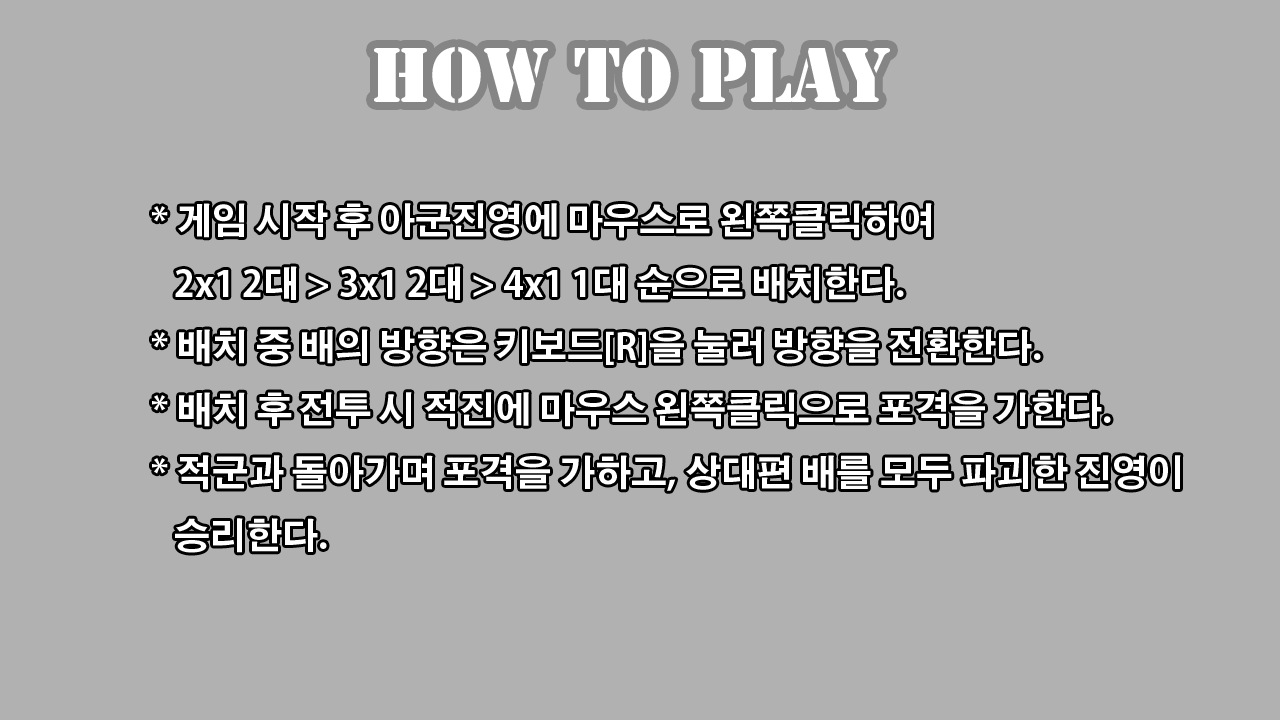 HOW TO PLAY
* 게임 시작 후 아군진영에 마우스로 왼쪽클릭하여
2x1 2대 > 3x1 2대 > 4x1 1대 순으로 배치한다.
* 배치 중 배의 방향은 키보드[R]을 눌러 방향을 전환한다.
* 배치 후 전투 시 적진에 마우스 왼쪽클릭으로 포격을 가한다.
* 적군과 돌아가며 포격을 가하고, 상대편 배를 모두 파괴한 진영이
승리한다.